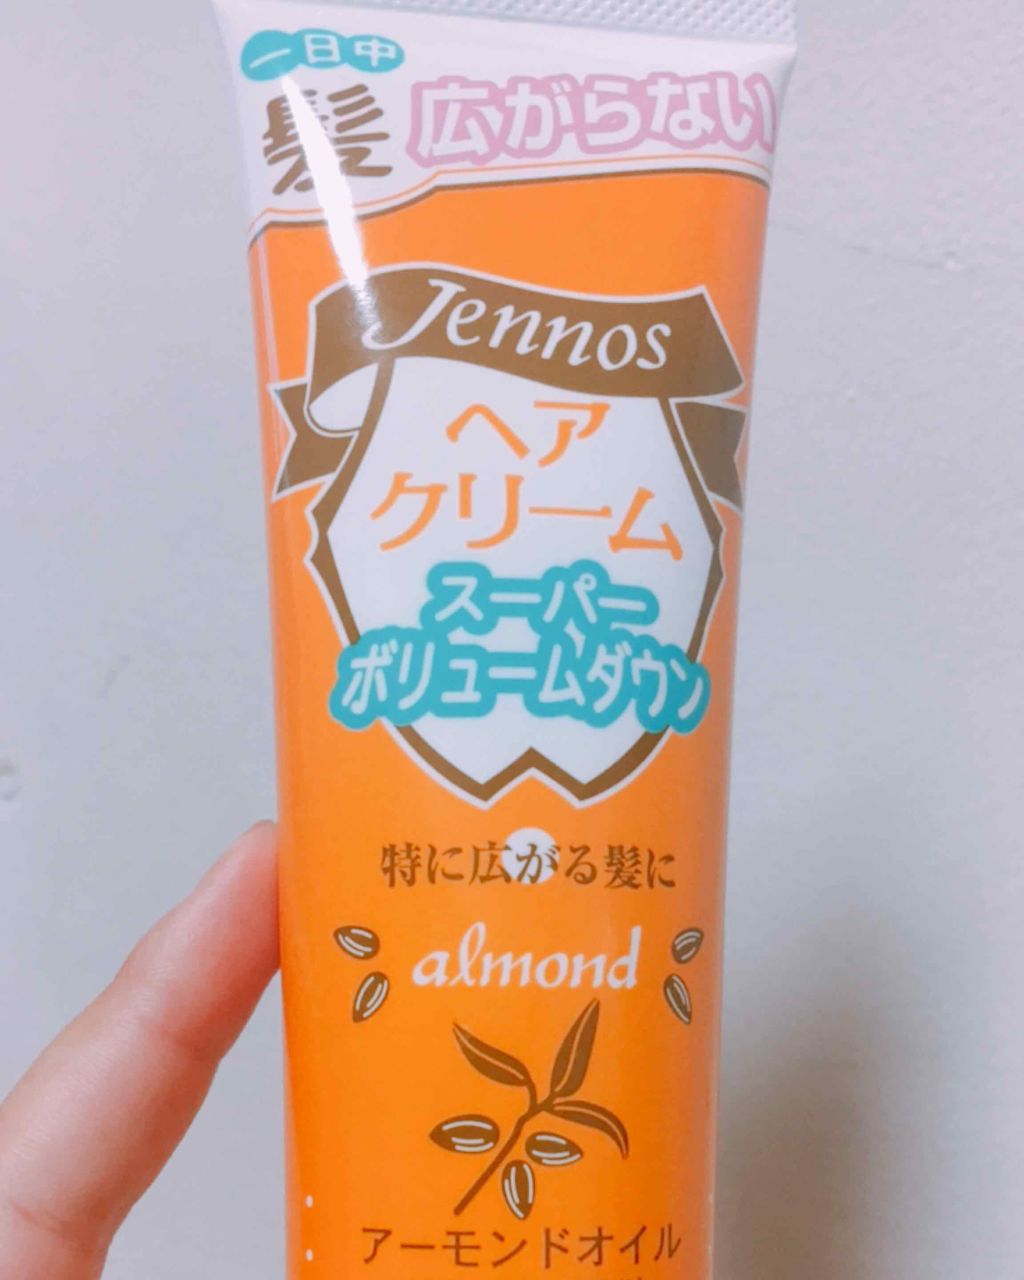 一日中
髪 広がらない
Jennos
ヘア
クリーム
スーパー
ボリュームダウン
特に広がる髪に
almond
アーモンドオイル